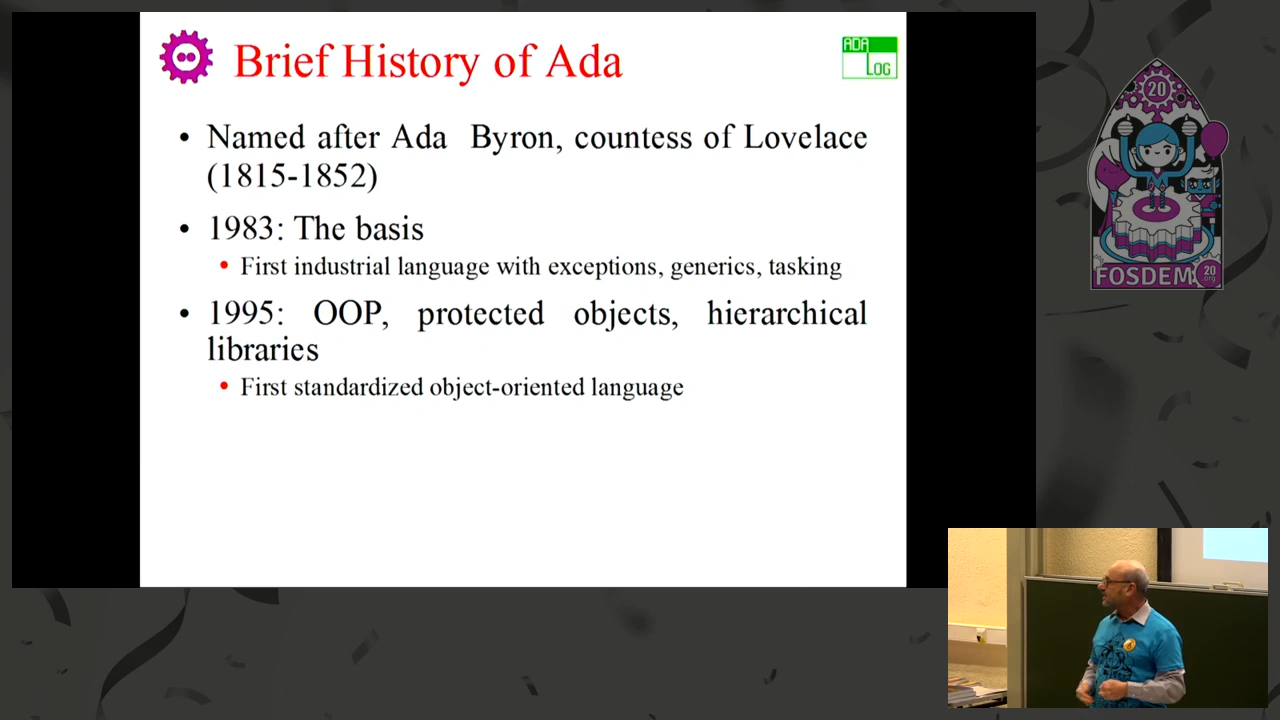 Brief History of Ada
ADA
LOG
• Named after Ada Byron, countess of Lovelace
(1815-1852)
• 1983: The basis
• First industrial language with exceptions, generics, tasking
• 1995: OOP, protected objects, hierarchical
libraries
• First standardized object-oriented language
20
FOSDEM
20
.org